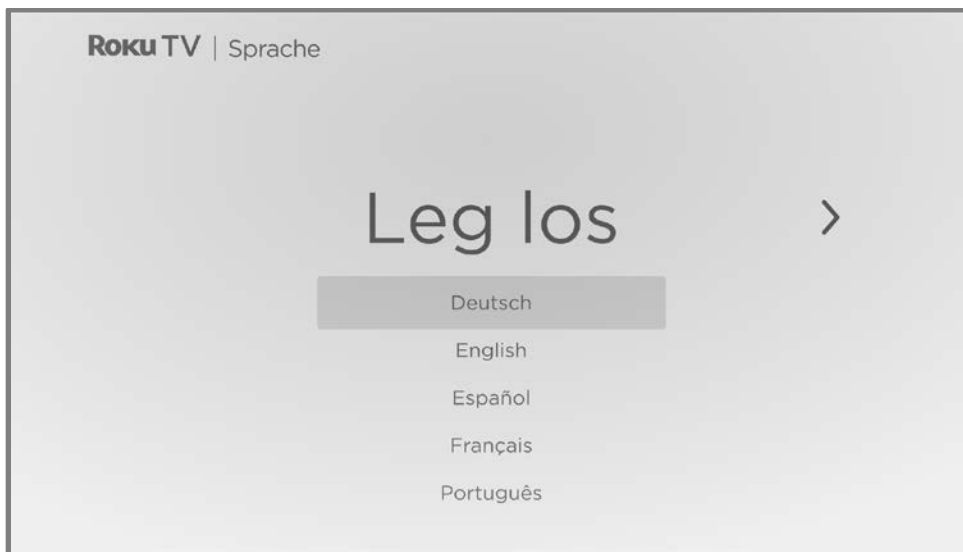 Roku TV | Sprache
Leg los
Deutsch
English
Español
Français
Português